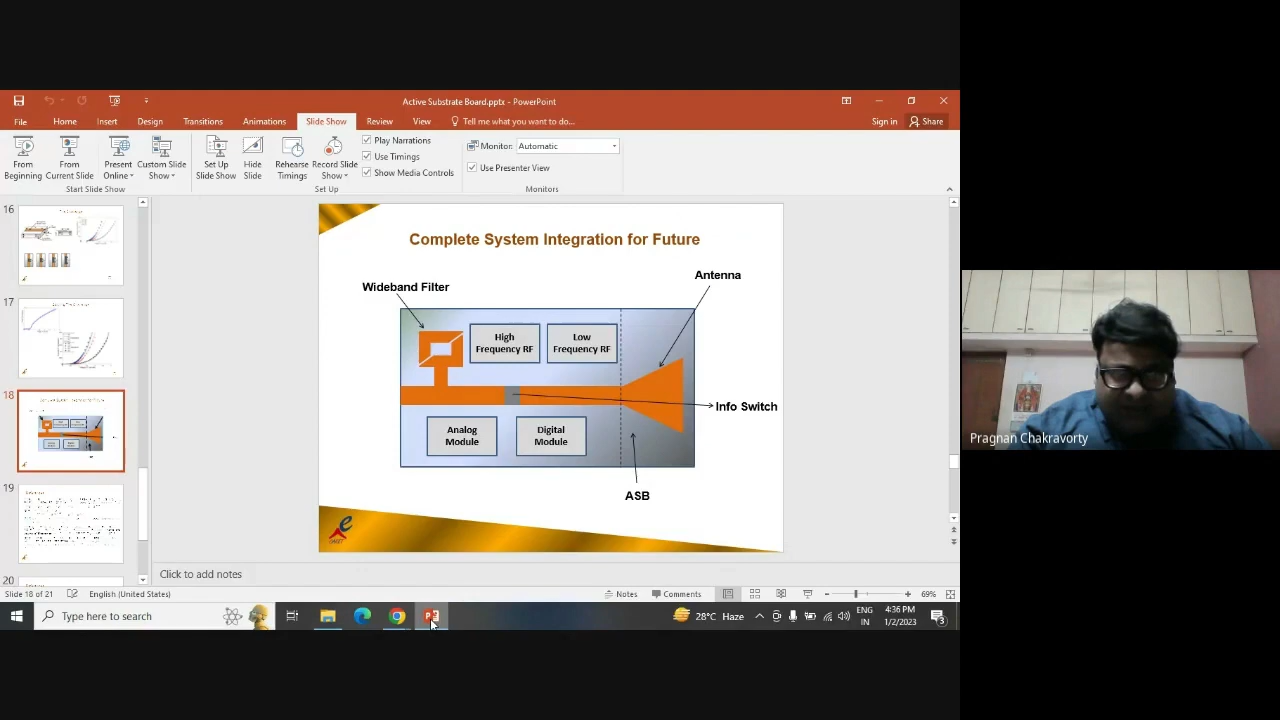 Active Substrate Board.pptx - PowerPoint
File Home Insert Design Transitions Animations Slide Show Review View Tell me what you want to do... Sign in Share
From Beginning
From Current Slide
Present Online
Custom Slide Show
Set Up Slide Show
Hide Slide
Rehearse Timings
Record Slide Show
Play Narrations
Use Timings
Show Media Controls
Monitor: Automatic
Use Presenter View
Start Slide Show
Set Up
Monitors
16
17
18
19
20
Complete System Integration for Future
Antenna
Wideband Filter
High
Frequency RF
Low
Frequency RF
Info Switch
Analog
Module
Digital
Module
ASB
Click to add notes
Slide 18 of 21 English (United States) Notes Comments 69%
Type here to search
28°C Haze
ENG
IN
4:36 PM
1/2/2023
3
Pragnan Chakravorty